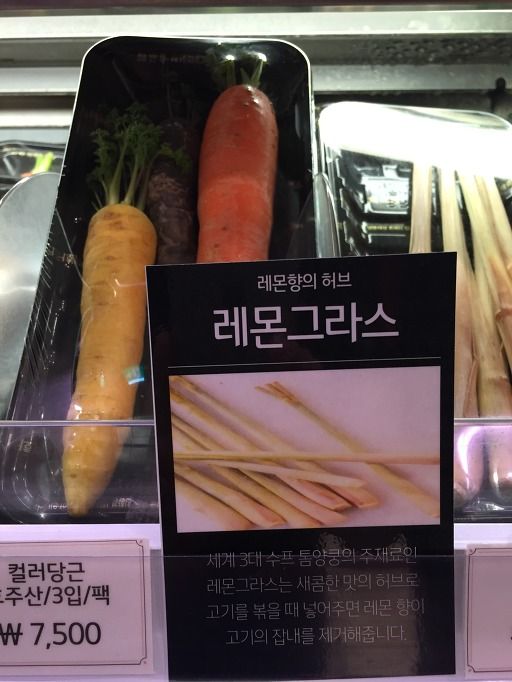 레몬향의 허브
레몬그라스
세계 3대 수프 톰양쿵의 주재료인
레몬그라스는 새콤한 맛의 허브로
고기를 볶을 때 넣어주면 레몬 향이
고기의 잡내를 제거해줍니다.
컬러당근
호주산/3입/팩
₩ 7,500